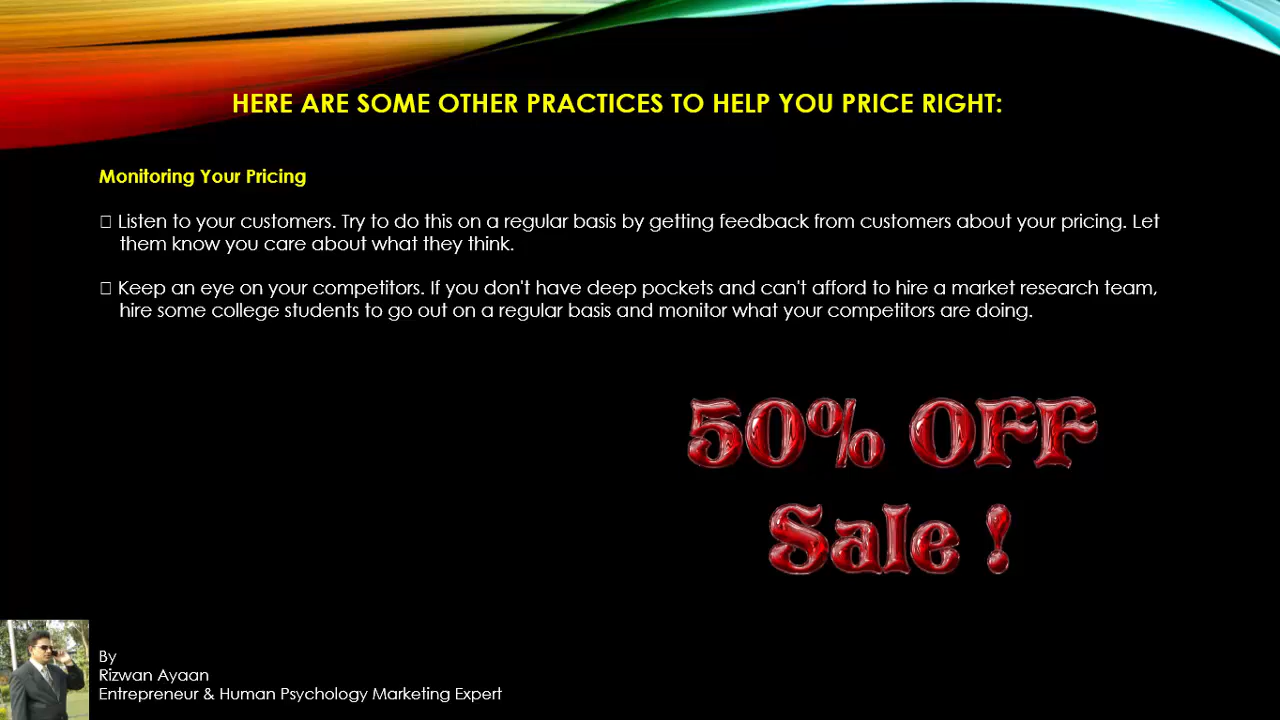 HERE ARE SOME OTHER PRACTICES TO HELP YOU PRICE RIGHT:
Monitoring Your Pricing
□ Listen to your customers. Try to do this on a regular basis by getting feedback from customers about your pricing. Let
them know you care about what they think.
□ Keep an eye on your competitors. If you don't have deep pockets and can't afford to hire a market research team,
hire some college students to go out on a regular basis and monitor what your competitors are doing.
50% OFF
Sale !
By
Rizwan Ayaan
Entrepreneur & Human Psychology Marketing Expert